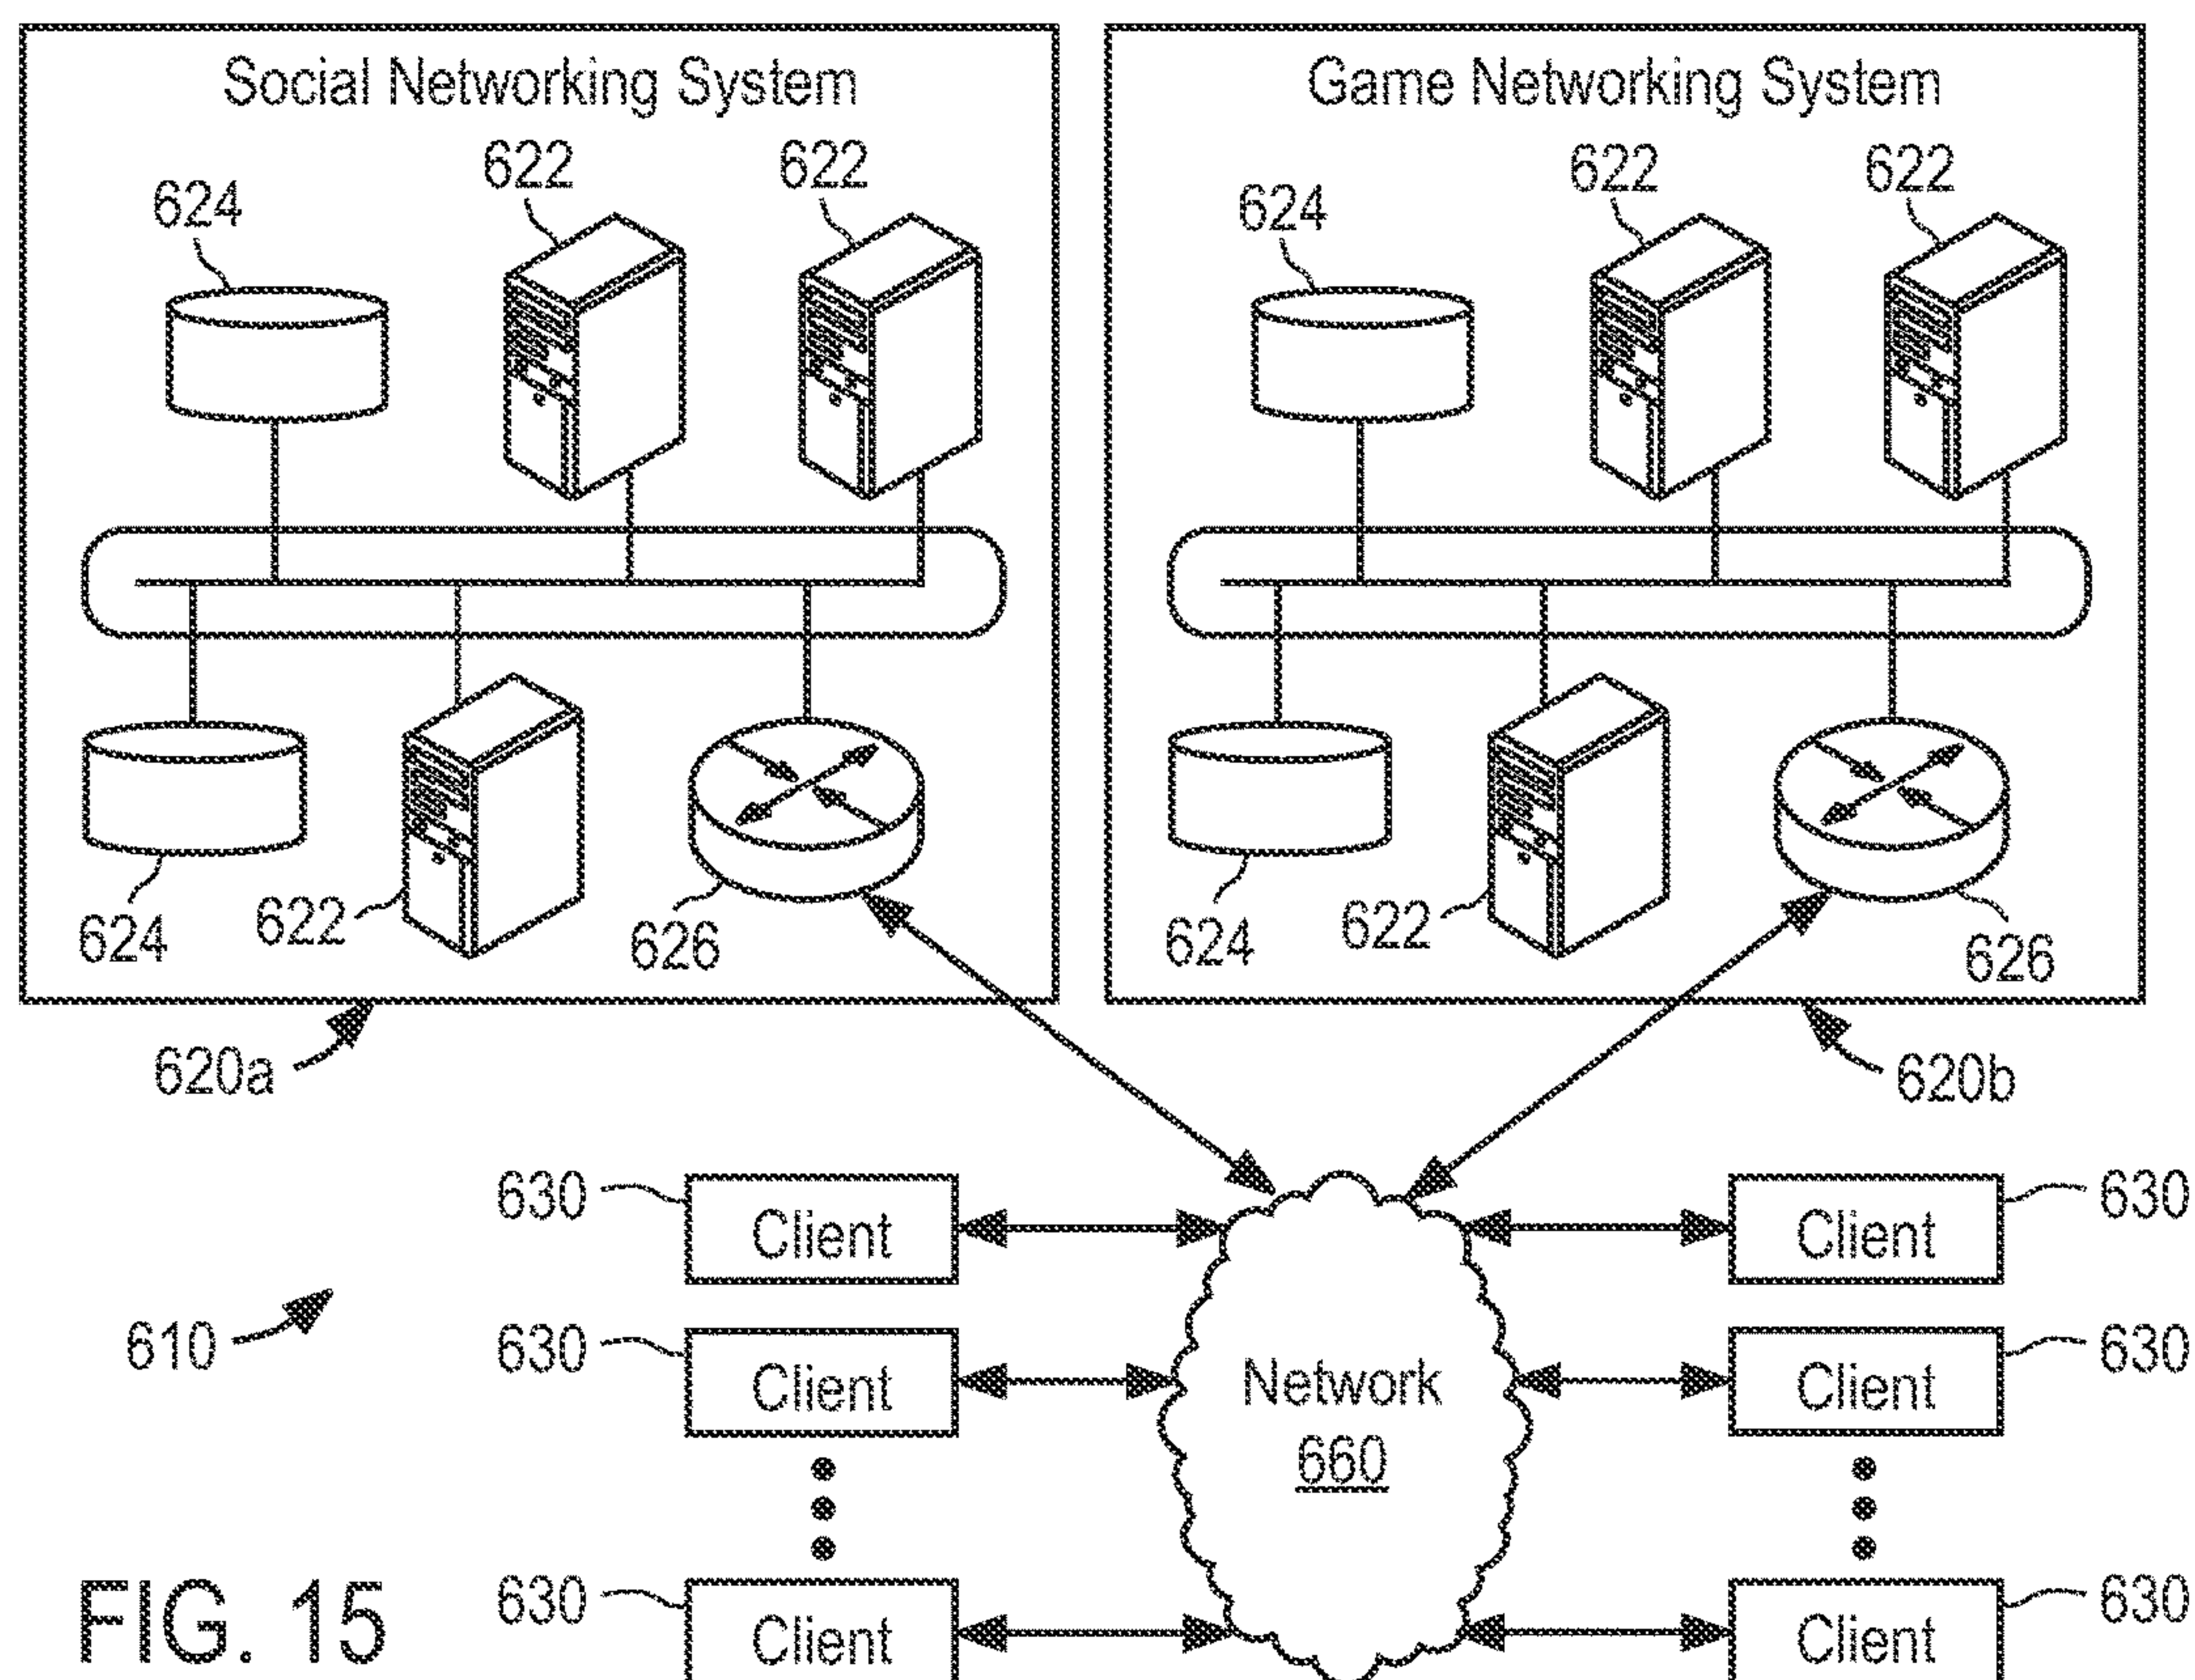 Social Networking System
622
622
624
624
622
626
620a
Game Networking System
622
622
624
624
622
626
620b
630
Client
Client
630
610
630
Client
Client
630
Network
660
630
Client
Client
630
FIG. 15